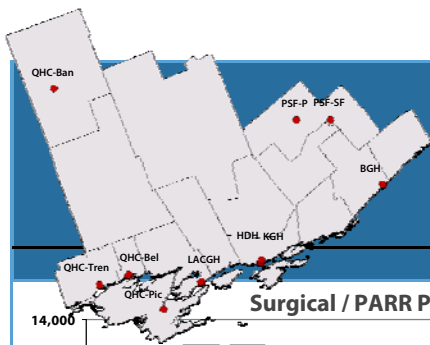 QHC-Ban
PSF-P PSF-SF
BGH
HDH KGH
QHC-Bel
LACGH
QHC-Tren
QHC-Pic
Surgical / PARR P
14,000